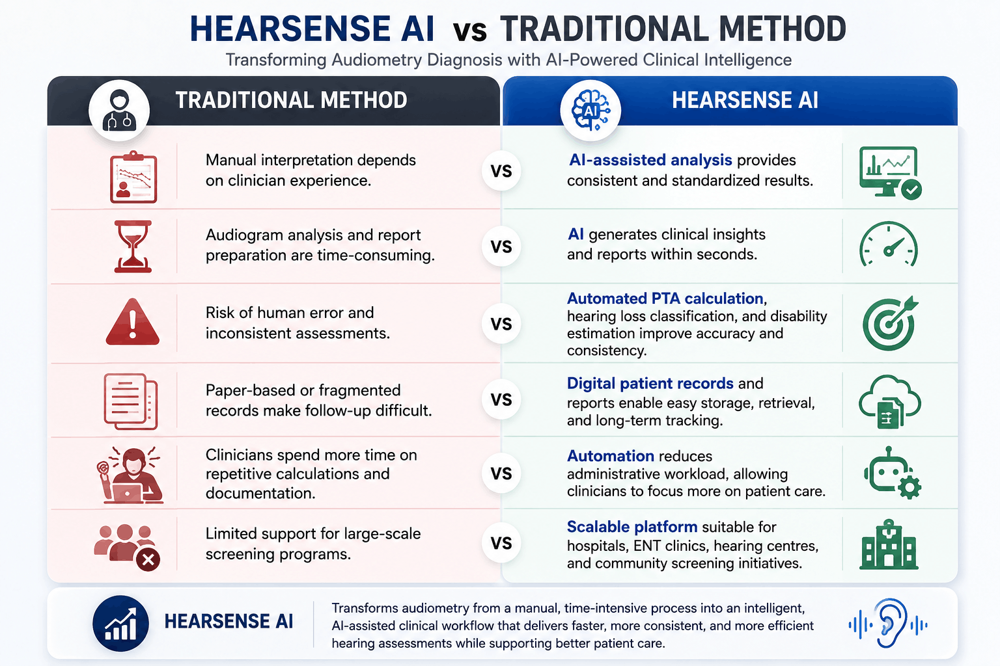 HEARSENSE AI vs TRADITIONAL METHOD
Transforming Audiometry Diagnosis with AI-Powered Clinical Intelligence
TRADITIONAL METHOD
AI
HEARSENSE AI
Manual interpretation depends
on clinician experience.
VS
AI-asssisted analysis provides
consistent and standardized results.
Audiogram analysis and report
preparation are time-consuming.
VS
AI generates clinical insights
and reports within seconds.
Risk of human error and
inconsistent assessments.
VS
Automated PTA calculation,
hearing loss classification, and disability
estimation improve accuracy and
consistency.
Paper-based or fragmented
records make follow-up difficult.
VS
Digital patient records and
reports enable easy storage, retrieval,
and long-term tracking.
Clinicians spend more time on
repetitive calculations and
documentation.
VS
Automation reduces
administrative workload, allowing
clinicians to focus more on patient care.
Limited support for large-scale
screening programs.
VS
Scalable platform suitable for
hospitals, ENT clinics, hearing centres,
and community screening initiatives.
HEARSENSE AI
Transforms audiometry from a manual, time-intensive process into an intelligent,
AI-assisted clinical workflow that delivers faster, more consistent, and more efficient
hearing assessments while supporting better patient care.